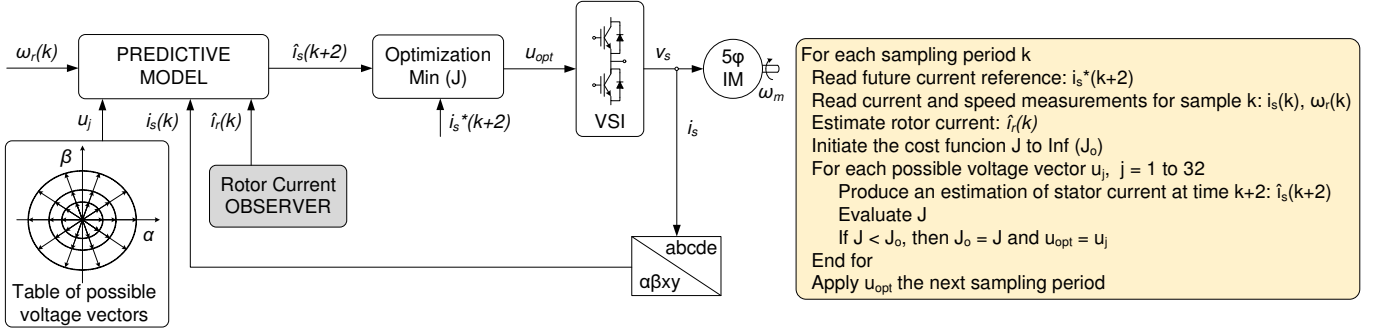 ωr(k)
PREDICTIVE
MODEL
îs(k+2)
Optimization
Min (J)
uopt
VSI
vs
5φ
IM
ωm
uj
is(k)
îr(k)
is*(k+2)
is
β
α
Table of possible
voltage vectors
Rotor Current
OBSERVER
abcde
αβxy
For each sampling period k
Read future current reference: is*(k+2)
Read current and speed measurements for sample k: is(k), ωr(k)
Estimate rotor current: îr(k)
Initiate the cost funcion J to Inf (Jo)
For each possible voltage vector uj, j = 1 to 32
Produce an estimation of stator current at time k+2: îs(k+2)
Evaluate J
If J < Jo, then Jo = J and uopt = uj
End for
Apply uopt the next sampling period